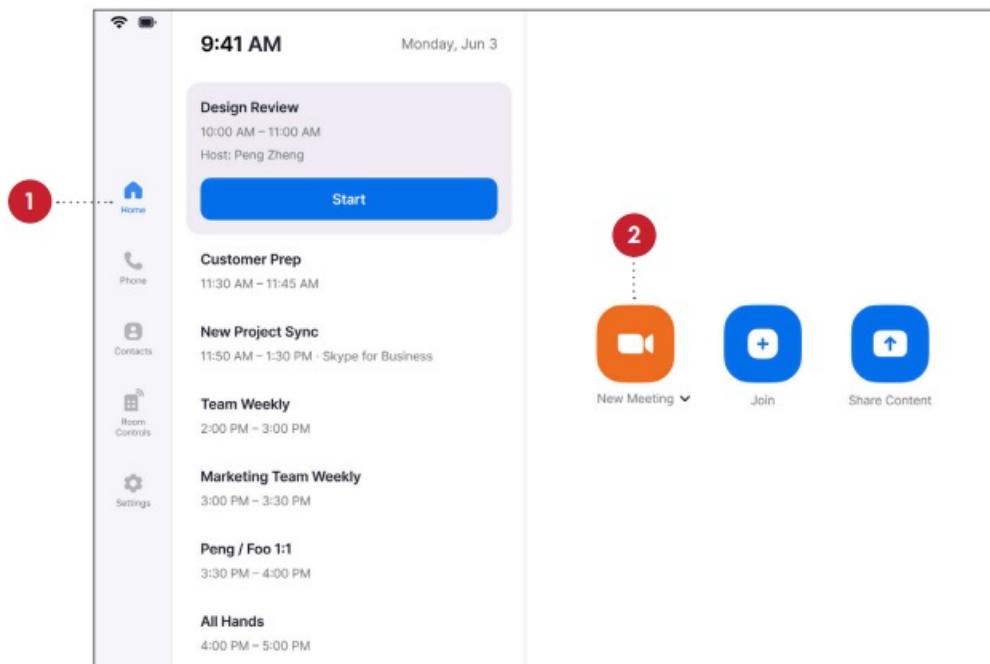 9:41 AM
Monday, Jun 3
Design Review
10:00 AM – 11:00 AM
Host: Peng Zheng
Start
1
Home
Phone
Contacts
Room
Controls
Settings
Customer Prep
11:30 AM – 11:45 AM
New Project Sync
11:50 AM – 1:30 PM · Skype for Business
Team Weekly
2:00 PM – 3:00 PM
Marketing Team Weekly
3:00 PM – 3:30 PM
Peng / Foo 1:1
3:30 PM – 4:00 PM
All Hands
4:00 PM – 5:00 PM
2
New Meeting
Join
Share Content